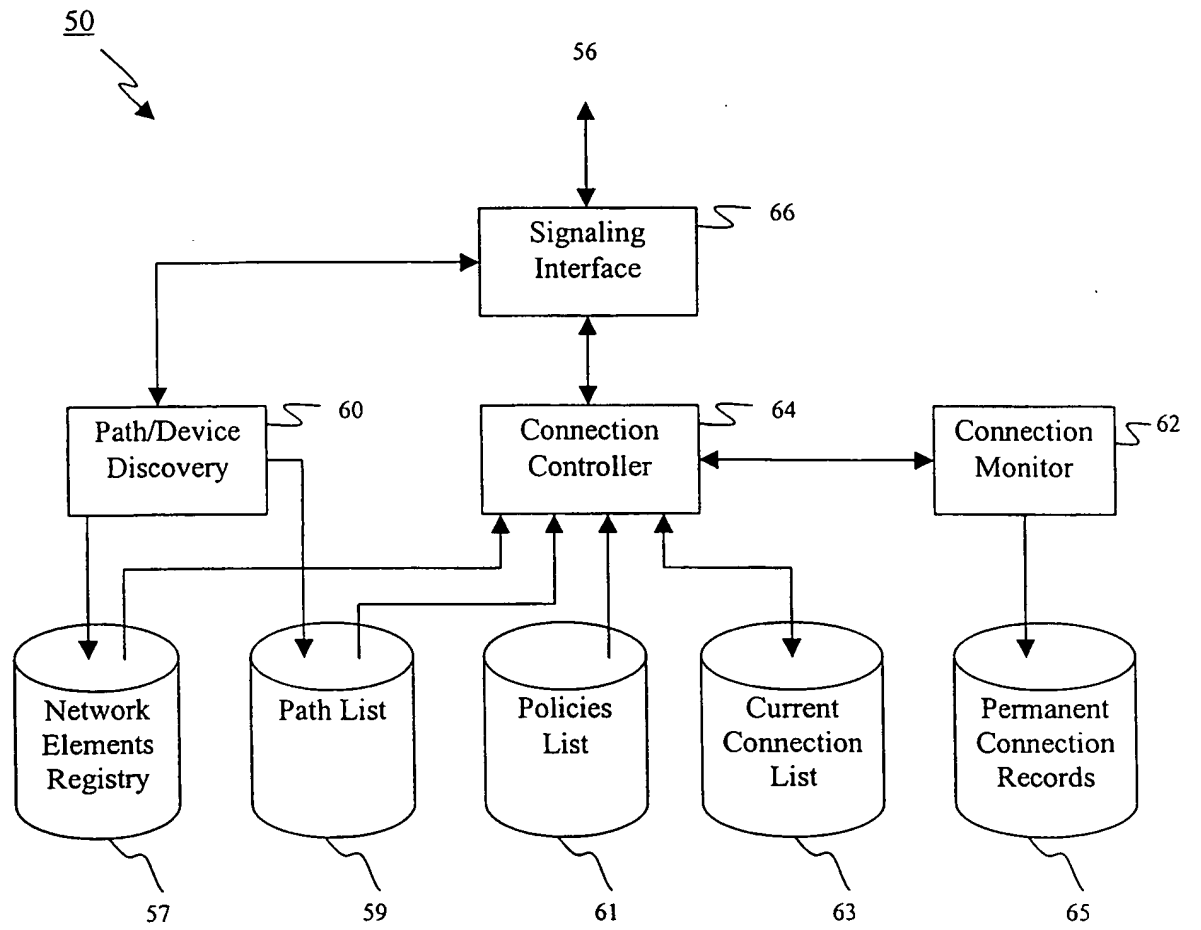 50
56
Signaling
Interface
66
Path/Device
Discovery
60
Connection
Controller
64
Connection
Monitor
62
Network
Elements
Registry
Path List
Policies
List
Current
Connection
List
Permanent
Connection
Records
57
59
61
63
65